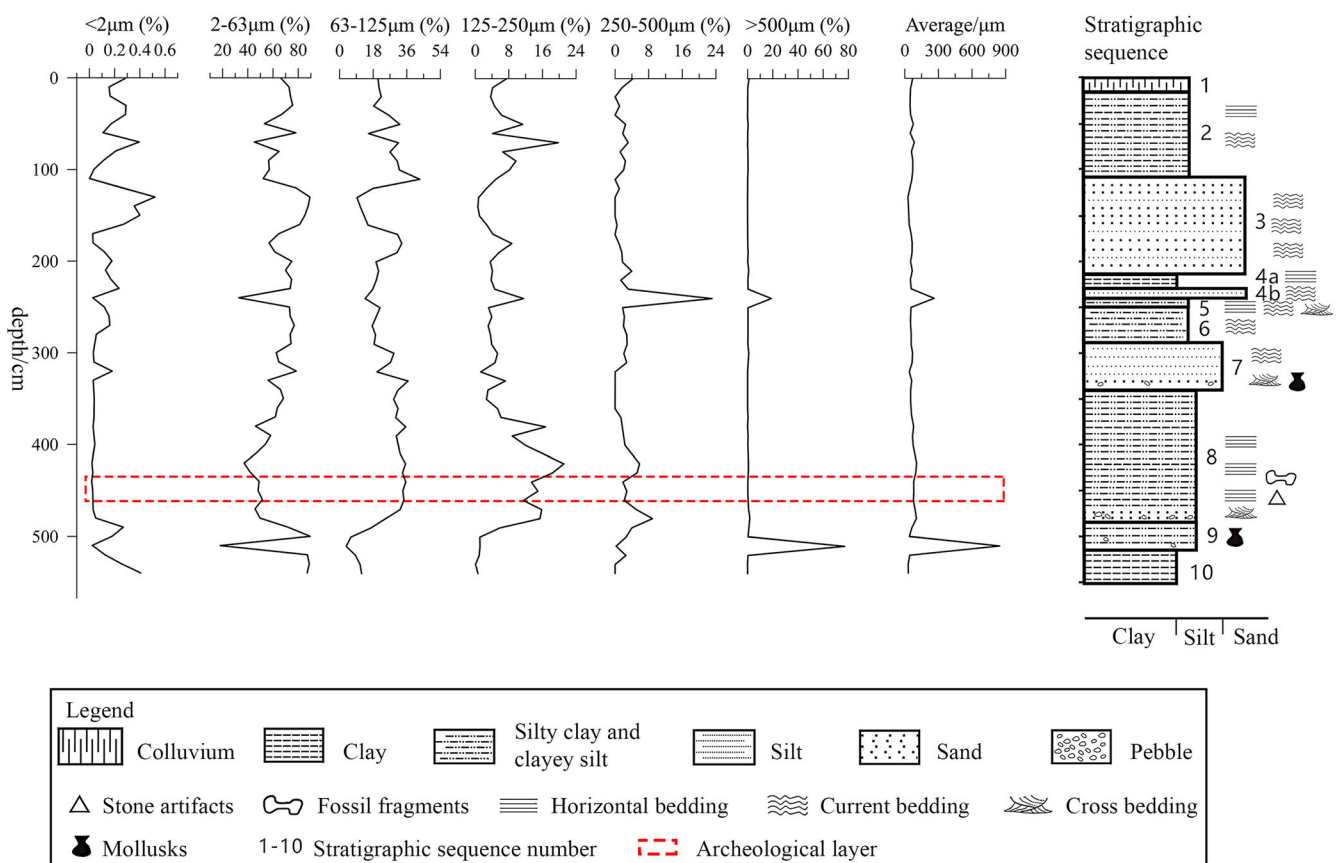 <2μm (%) 2-63μm (%) 63-125μm (%) 125-250μm (%) 250-500μm (%) >500μm (%) Average/μm Stratigraphic
sequence
0 0.2 0.4 0.6 20 40 60 80 0 18 36 54 0 8 16 24 0 8 16 24 0 40 80 0 300 600 900
0
100
200
300
400
500
depth/cm
1
2
3
4a
4b
5
6
7
8
9
10
Clay Silt Sand
Legend
Colluvium Clay Silty clay and Silt Sand Pebble
clayey silt
Stone artifacts Fossil fragments Horizontal bedding Current bedding Cross bedding
Mollusks 1-10 Stratigraphic sequence number Archeological layer